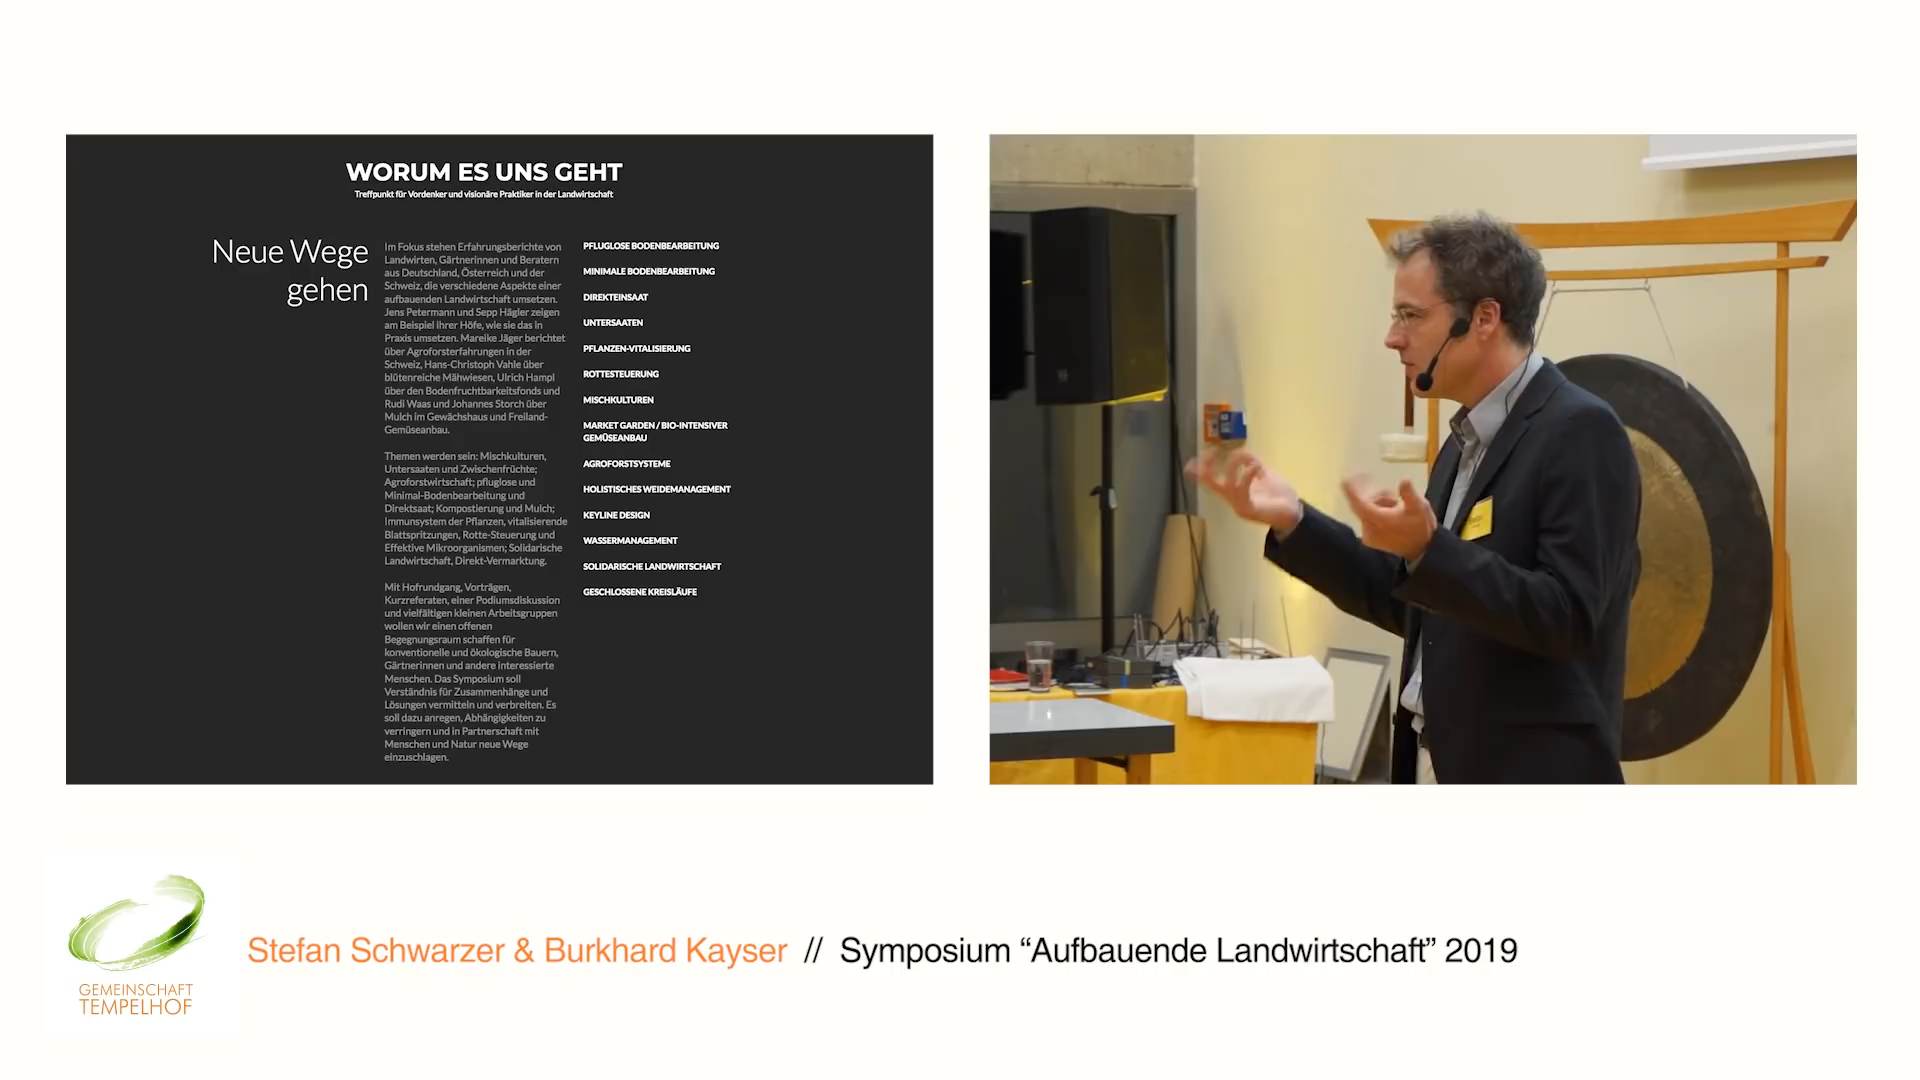 WORUM ES UNS GEHT
Treffpunkt für Vordenker und visionäre Praktiker in der Landwirtschaft
Neue Wege
gehen
Im Fokus stehen Erfahrungsberichte von
Landwirten, Gärtnerinnen und Beratern
aus Deutschland, Österreich und der
Schweiz, die verschiedene Aspekte einer
aufbauenden Landwirtschaft umsetzen.
Jens Petermann und Sepp Hägler zeigen
am Beispiel ihrer Höfe, wie sie das in
Praxis umsetzen. Mareike Jäger berichtet
über Agroforsterfahrungen in der
Schweiz, Hans-Christoph Vahle über
blütenreiche Mähwiesen, Ulrich Hampl
über den Bodenfruchtbarkeitsfonds und
Rudi Waas und Johannes Storch über
Mulch im Gewächshaus und Freiland-
Gemüseanbau.
Themen werden sein: Mischkulturen,
Untersaaten und Zwischenfrüchte;
Agroforstwirtschaft; pfluglose und
Minimal-Bodenbearbeitung und
Direktsaat; Kompostierung und Mulch;
Immunsystem der Pflanzen, vitalisierende
Blattspritzungen, Rotte-Steuerung und
Effektive Mikroorganismen; Solidarische
Landwirtschaft, Direkt-Vermarktung.
Mit Hofrundgang, Vorträgen,
Kurzreferaten, einer Podiumsdiskussion
und vielfältigen kleinen Arbeitsgruppen
wollen wir einen offenen
Begegnungsraum schaffen für
konventionelle und ökologische Bauern,
Gärtnerinnen und andere interessierte
Menschen. Das Symposium soll
Verständnis für Zusammenhänge und
Lösungen vermitteln und verbreiten. Es
soll dazu anregen, Abhängigkeiten zu
verringern und in Partnerschaft mit
Menschen und Natur neue Wege
einzuschlagen.
PFLUGLOSE BODENBEARBEITUNG
MINIMALE BODENBEARBEITUNG
DIREKTEINSAAT
UNTERSAATEN
PFLANZEN-VITALISIERUNG
ROTTESTEUERUNG
MISCHKULTUREN
MARKET GARDEN / BIO-INTENSIVER
GEMÜSEANBAU
AGROFORSTSYSTEME
HOLISTISCHES WEIDEMANAGEMENT
KEYLINE DESIGN
WASSERMANAGEMENT
SOLIDARISCHE LANDWIRTSCHAFT
GESCHLOSSENE KREISLÄUFE
GEMEINSCHAFT
TEMPELHOF
Stefan Schwarzer & Burkhard Kayser // Symposium “Aufbauende Landwirtschaft” 2019